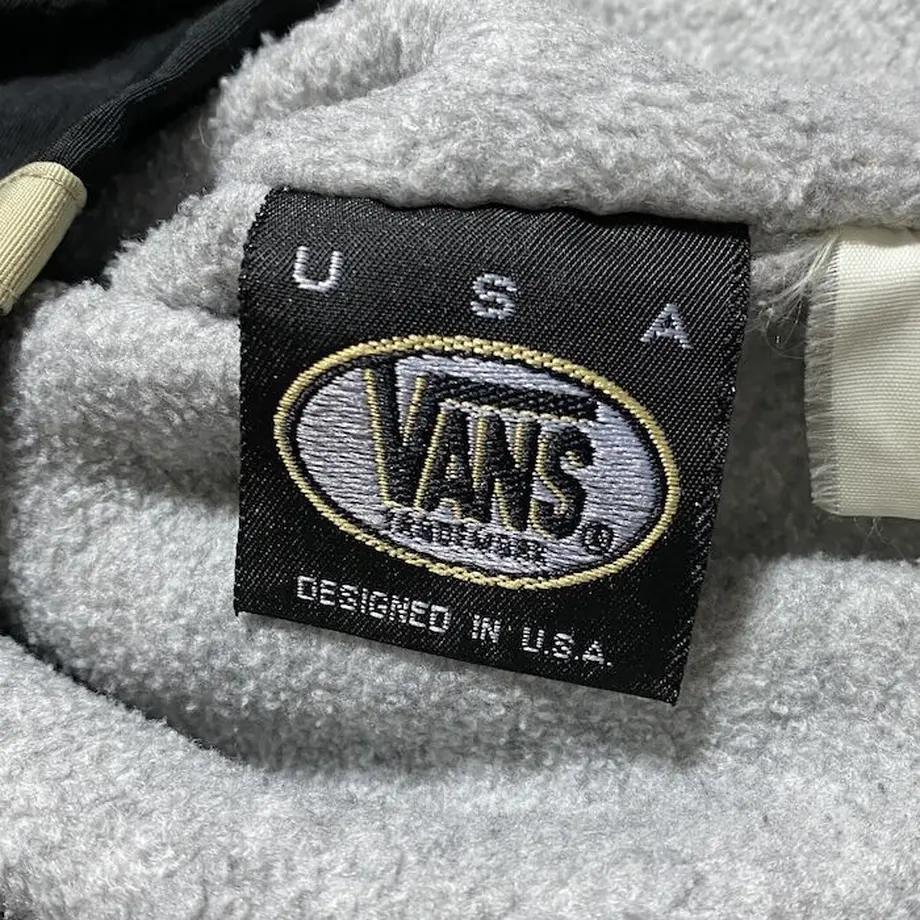 U S A
VANS
®
DESIGNED IN U.S.A.